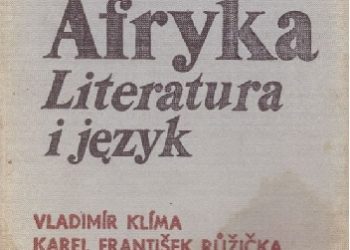 Afryka
Literatura
i język
VLADIMÍR KLÍMA
KAREL FRANTIŠEK RŮŽIČKA